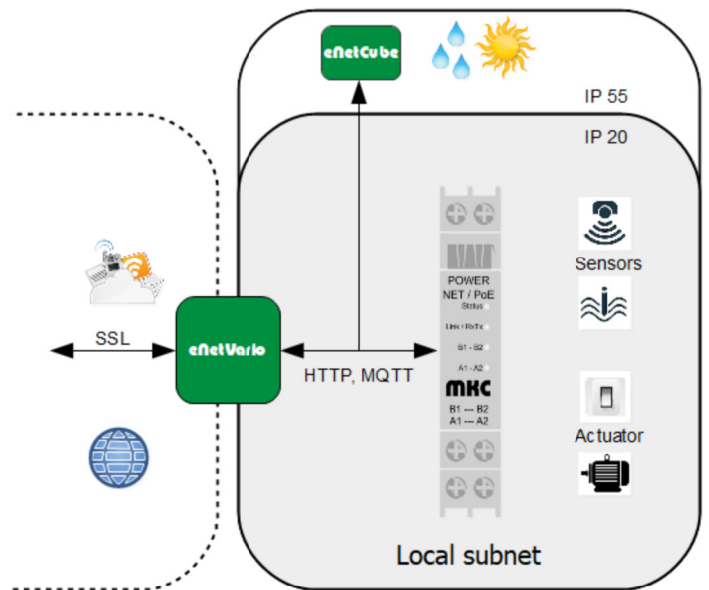 eNetCube
IP 55
IP 20
Sensors
POWER
NET / PoE
Status
Link / RxTx
B1 - B2
A1 - A2
SSL
eNetVario
HTTP, MQTT
MKC
B1 --- B2
A1 --- A2
Actuator
Local subnet